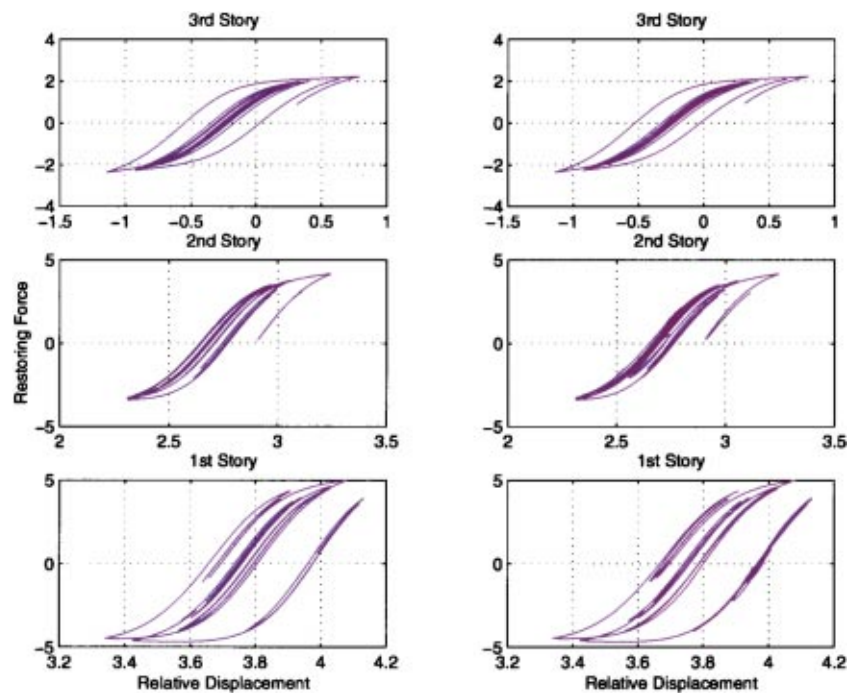 3rd Story
3rd Story
4
2
0
−2
−4
−1.5 −1 −0.5 0 0.5 1
4
2
0
−2
−4
−1.5 −1 −0.5 0 0.5 1
2nd Story
2nd Story
Restoring Force
5
0
−5
2 2.5 3 3.5
5
0
−5
2 2.5 3 3.5
1st Story
1st Story
5
0
−5
3.2 3.4 3.6 3.8 4 4.2
5
0
−5
3.2 3.4 3.6 3.8 4 4.2
Relative Displacement
Relative Displacement